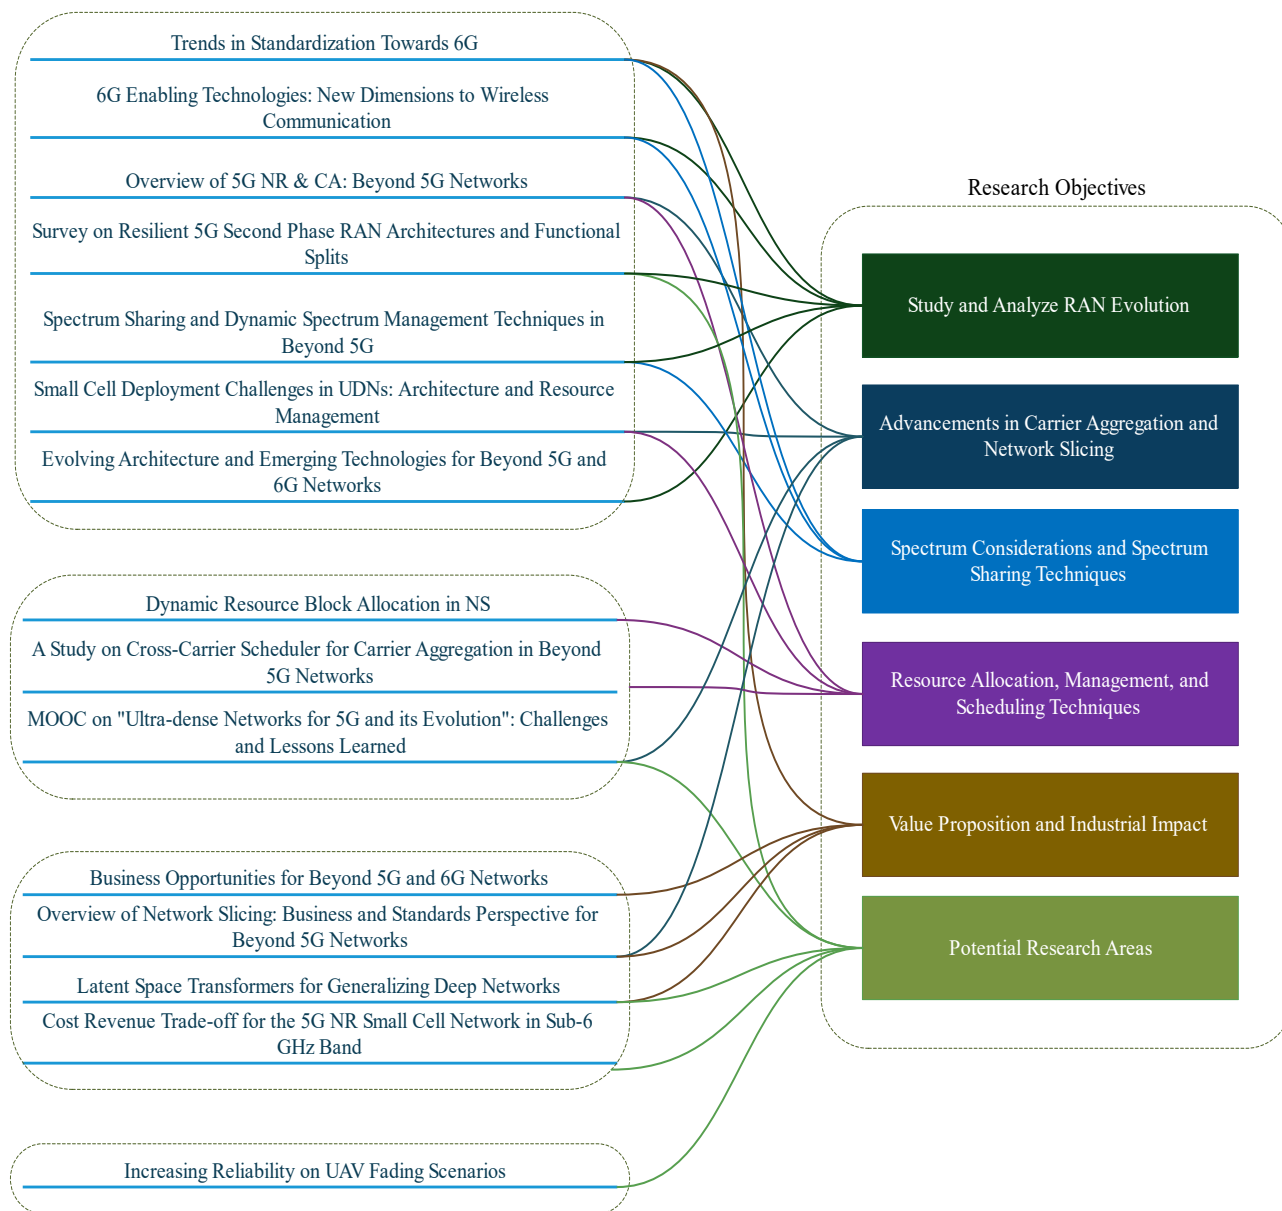 Trends in Standardization Towards 6G
6G Enabling Technologies: New Dimensions to Wireless
Communication
Overview of 5G NR & CA: Beyond 5G Networks
Survey on Resilient 5G Second Phase RAN Architectures and Functional
Splits
Spectrum Sharing and Dynamic Spectrum Management Techniques in
Beyond 5G
Small Cell Deployment Challenges in UDNs: Architecture and Resource
Management
Evolving Architecture and Emerging Technologies for Beyond 5G and
6G Networks
Dynamic Resource Block Allocation in NS
A Study on Cross-Carrier Scheduler for Carrier Aggregation in Beyond
5G Networks
MOOC on "Ultra-dense Networks for 5G and its Evolution": Challenges
and Lessons Learned
Business Opportunities for Beyond 5G and 6G Networks
Overview of Network Slicing: Business and Standards Perspective for
Beyond 5G Networks
Latent Space Transformers for Generalizing Deep Networks
Cost Revenue Trade-off for the 5G NR Small Cell Network in Sub-6
GHz Band
Increasing Reliability on UAV Fading Scenarios
Research Objectives
Study and Analyze RAN Evolution
Advancements in Carrier Aggregation and
Network Slicing
Spectrum Considerations and Spectrum
Sharing Techniques
Resource Allocation, Management, and
Scheduling Techniques
Value Proposition and Industrial Impact
Potential Research Areas